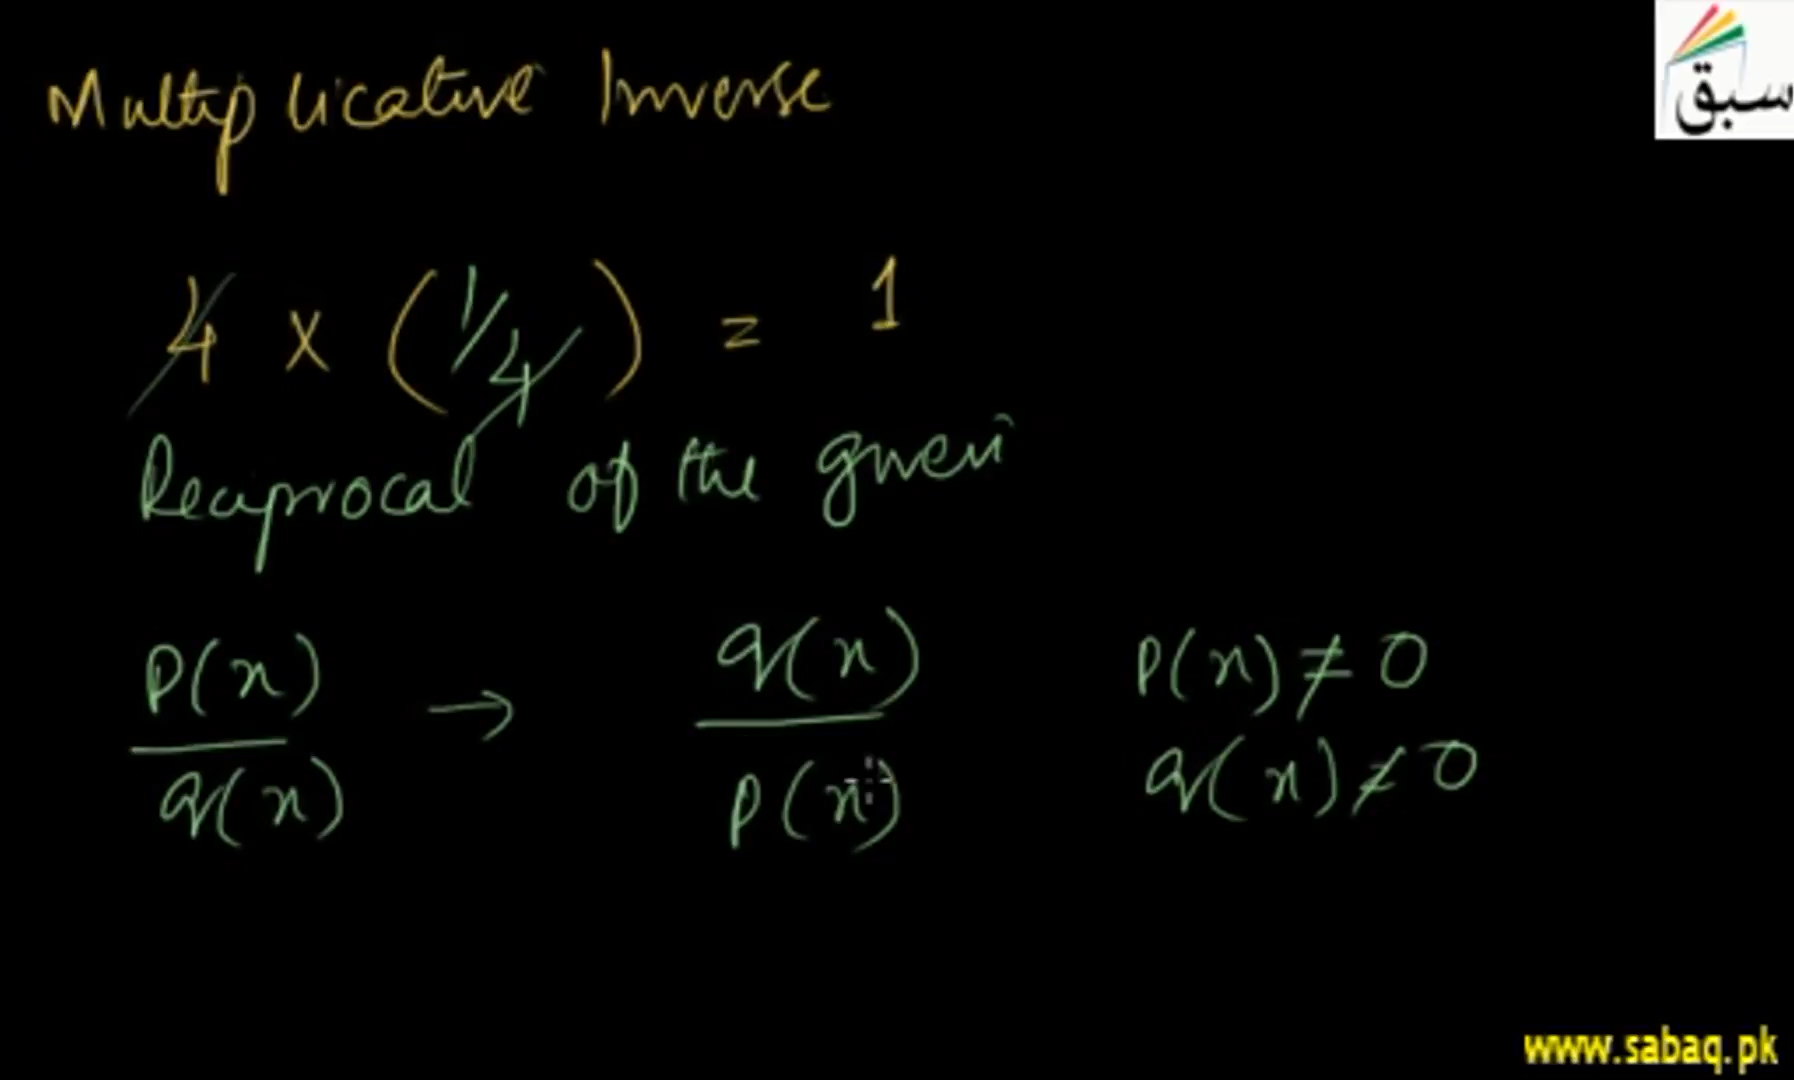 سبق
Multiplicative Inverse
4 × (1/4) = 1
Reciprocal of the given
P(x)/q(x) → q(x)/P(x) P(x) ≠ 0
q(x) ≠ 0
www.sabaq.pk